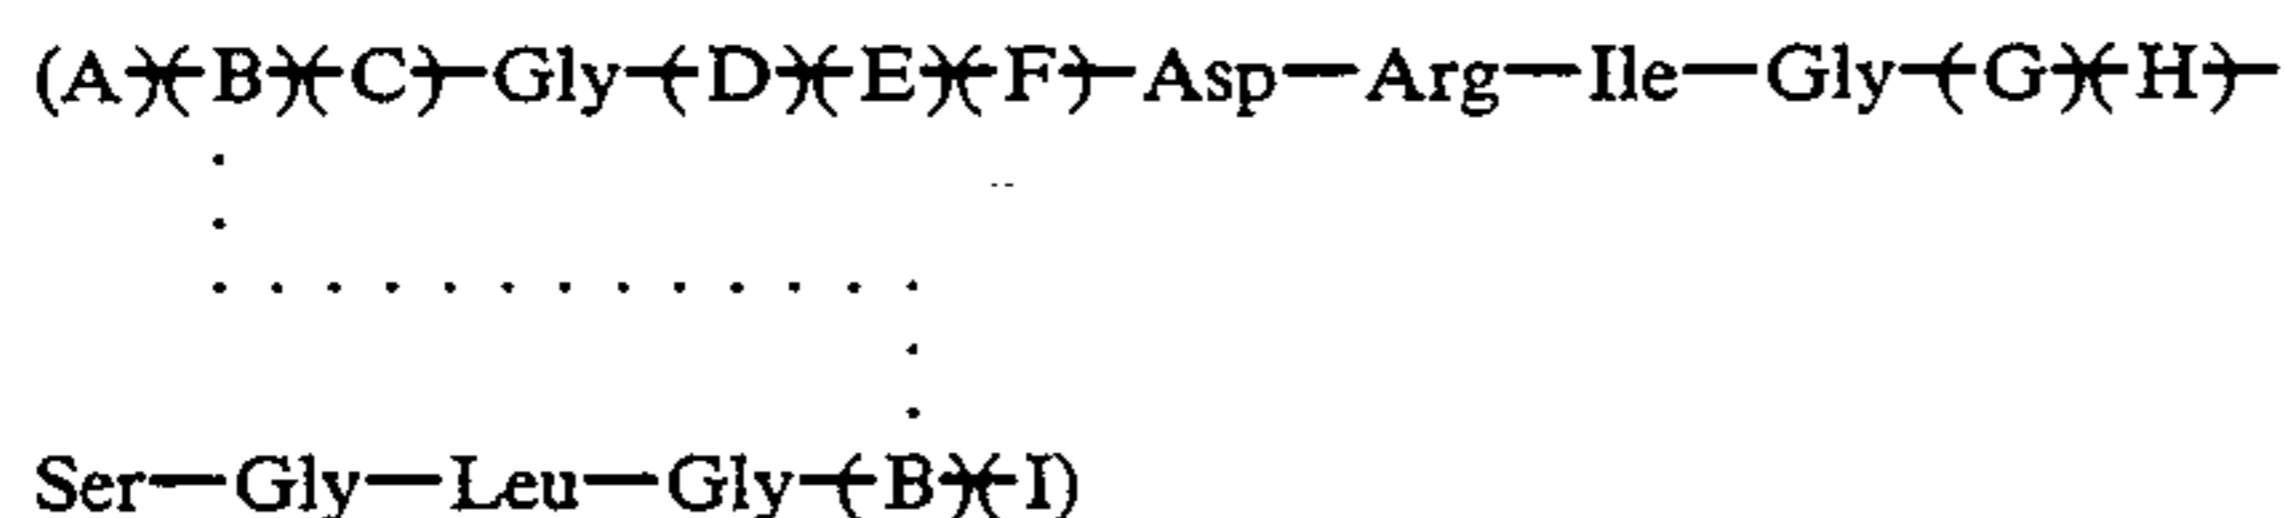 (A)(B)(C)—Gly—(D)(E)(F)—Asp—Arg—Ile—Gly—(G)(H)—
Ser—Gly—Leu—Gly—(B)(I)